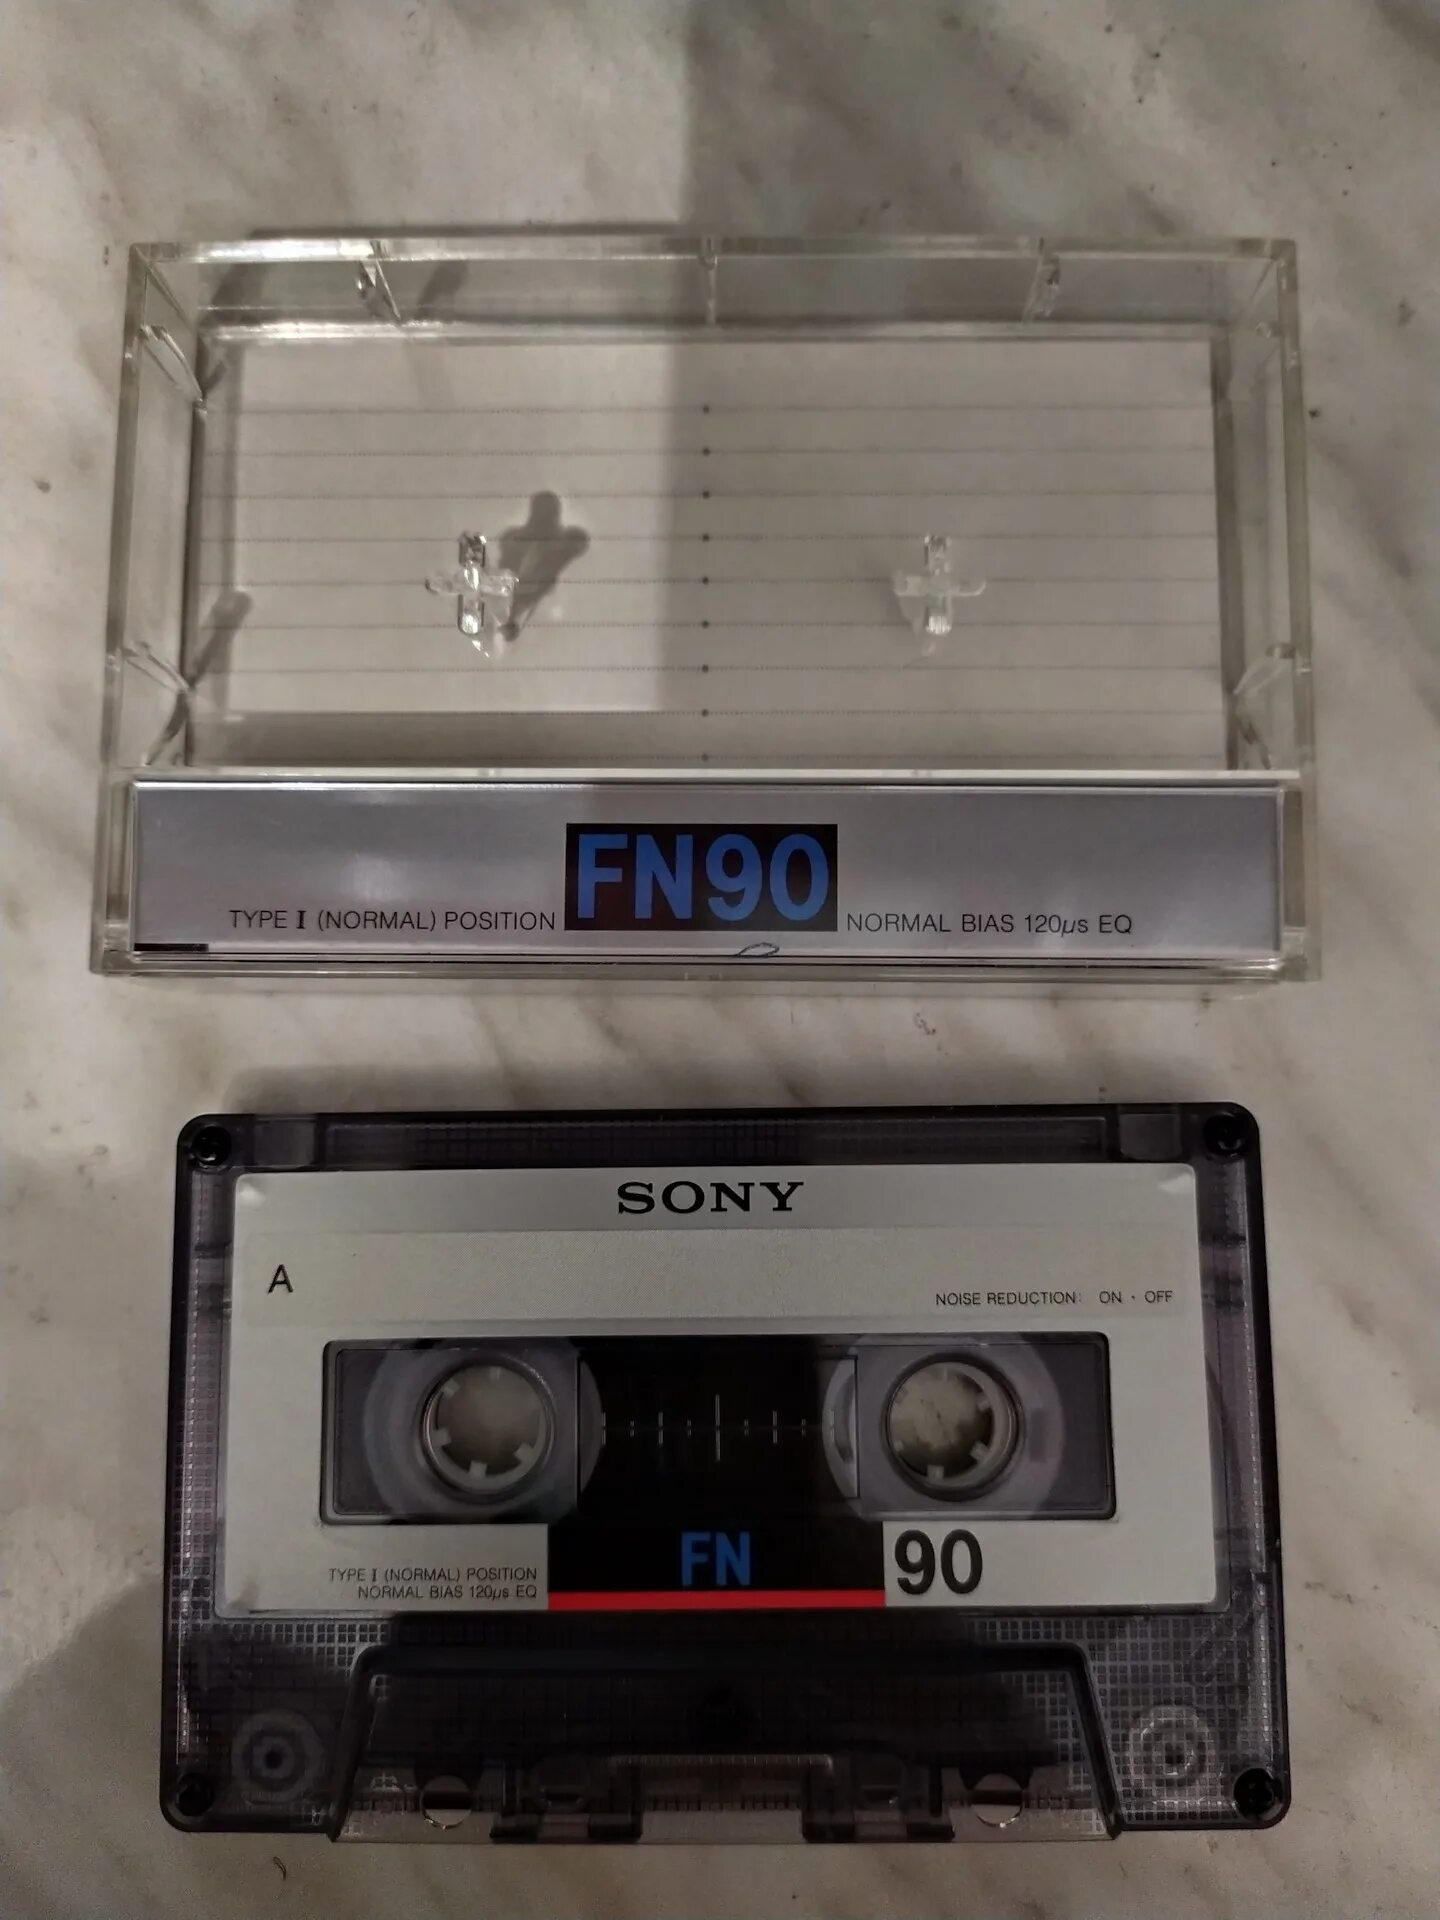 FN90
TYPE I (NORMAL) POSITION NORMAL BIAS 120µs EQ
SONY
A
NOISE REDUCTION: ON • OFF
FN 90
TYPE I (NORMAL) POSITION
NORMAL BIAS 120µs EQ